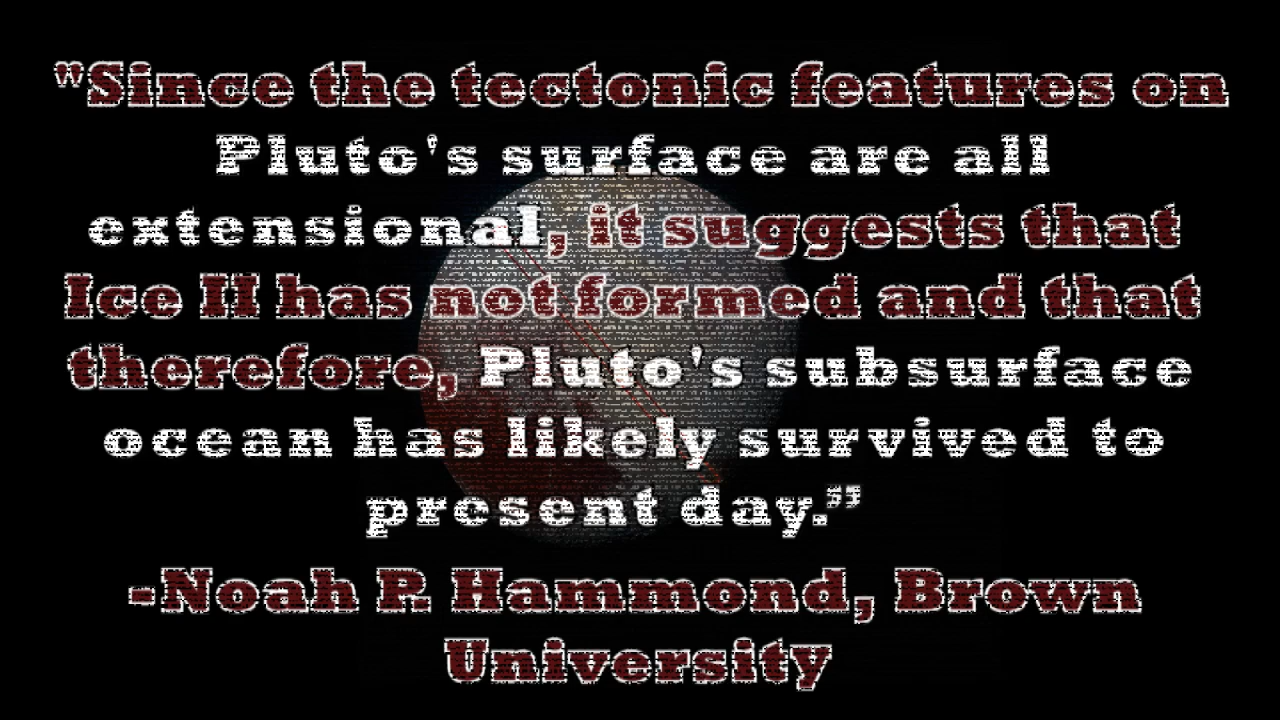 "Since the tectonic features on
Pluto's surface are all
extensional, it suggests that
Ice II has not formed and that
therefore, Pluto's subsurface
ocean has likely survived to
present day.”
-Noah P. Hammond, Brown
University